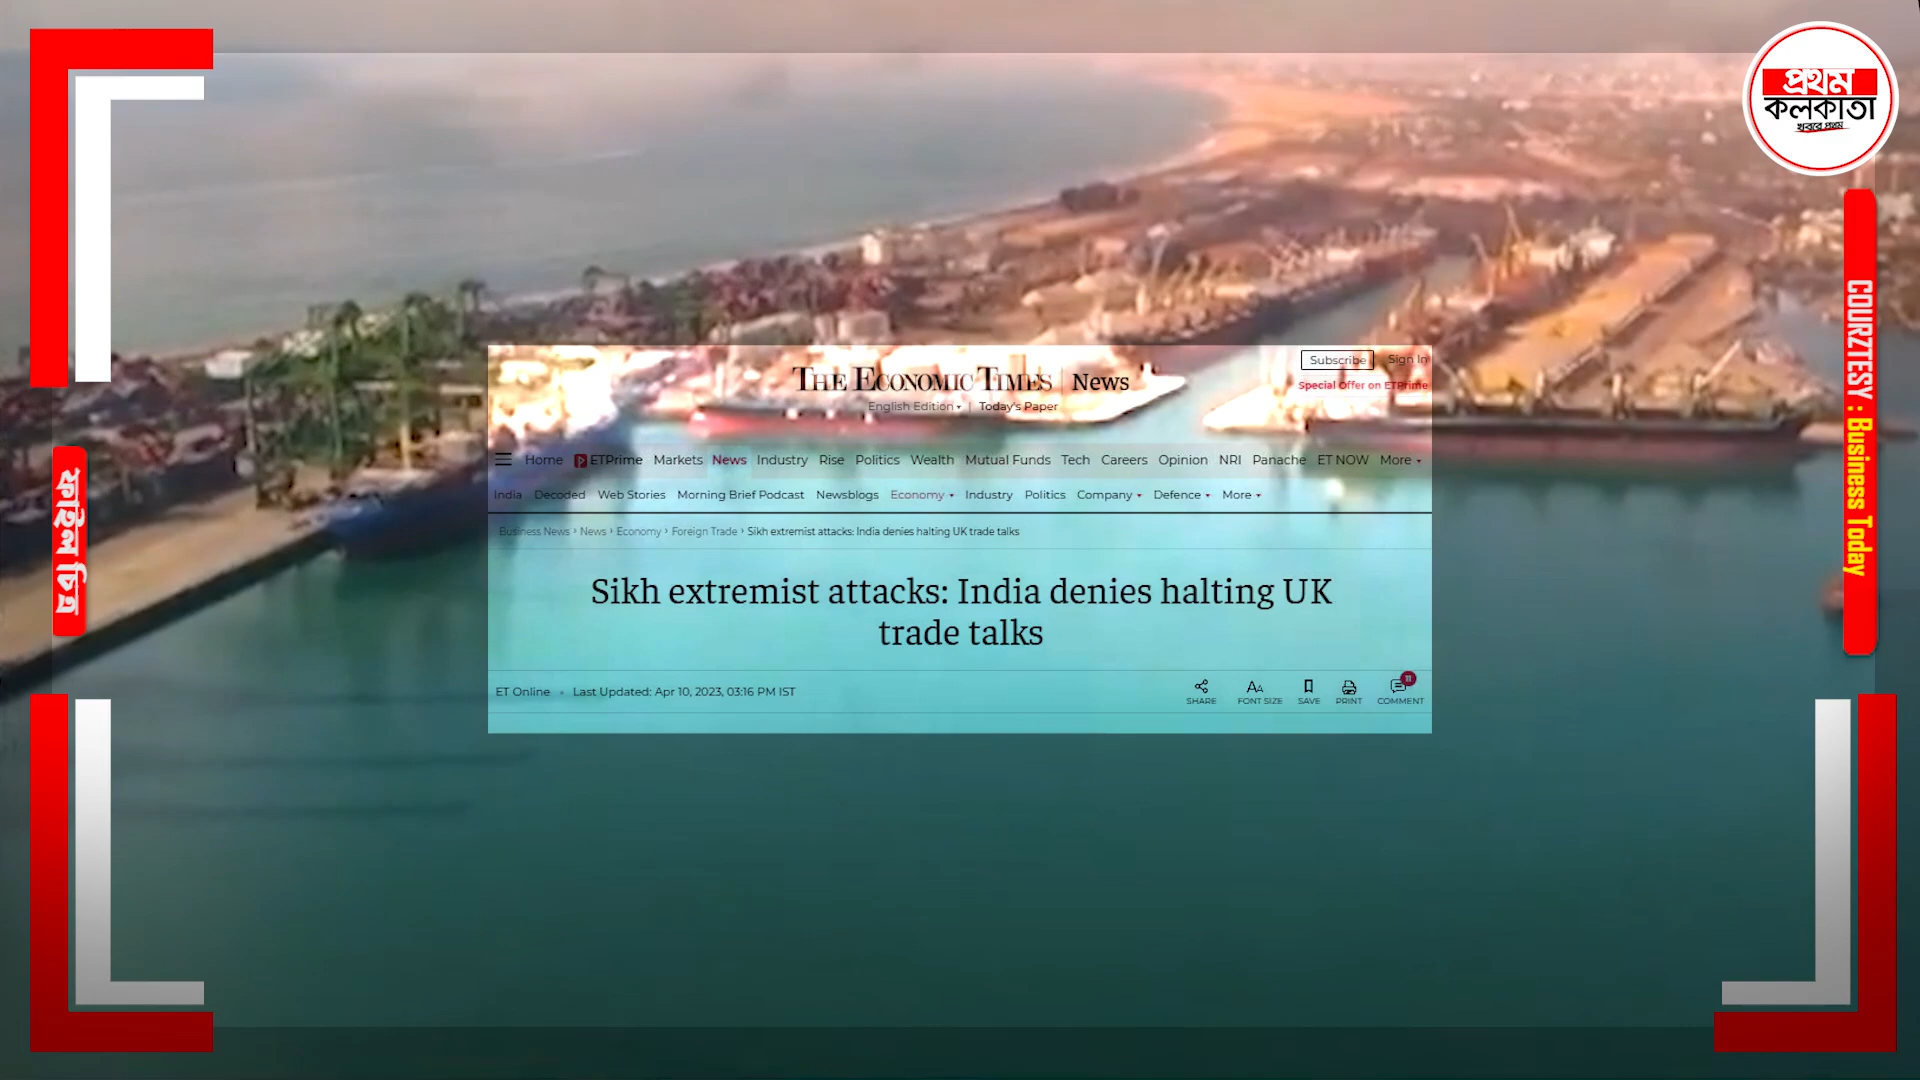 প্রথম
কলকাতা
খবরে প্রথম
COURZTESY : Business Today
ফাইল চিত্র
Subscribe
Sign In
THE ECONOMIC TIMES | News
Special Offer on ETPrime
English Edition | Today's Paper
Home ETPrime Markets News Industry Rise Politics Wealth Mutual Funds Tech Careers Opinion NRI Panache ET NOW More
India Decoded Web Stories Morning Brief Podcast Newsblogs Economy Industry Politics Company Defence More
Business News › News › Economy › Foreign Trade › Sikh extremist attacks: India denies halting UK trade talks
Sikh extremist attacks: India denies halting UK
trade talks
ET Online • Last Updated: Apr 10, 2023, 03:16 PM IST
SHARE FONT SIZE SAVE PRINT COMMENT
11